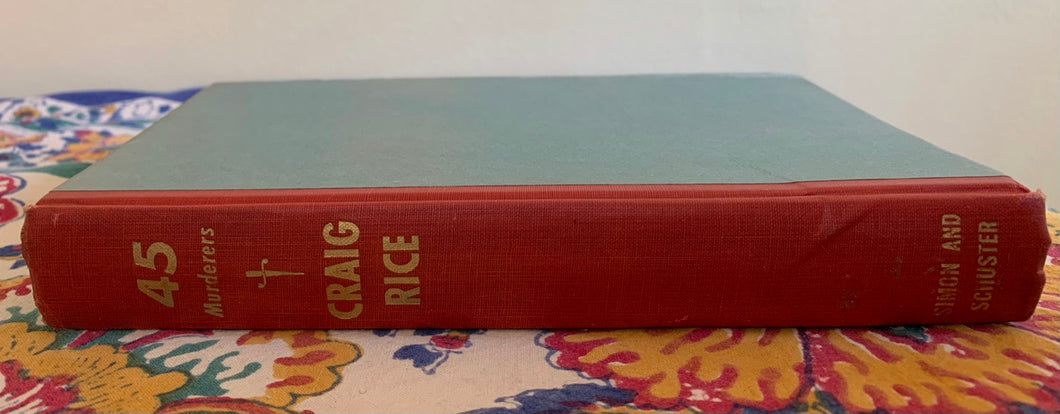 45
Murderers
CRAIG
RICE
SIMON AND
SCHUSTER